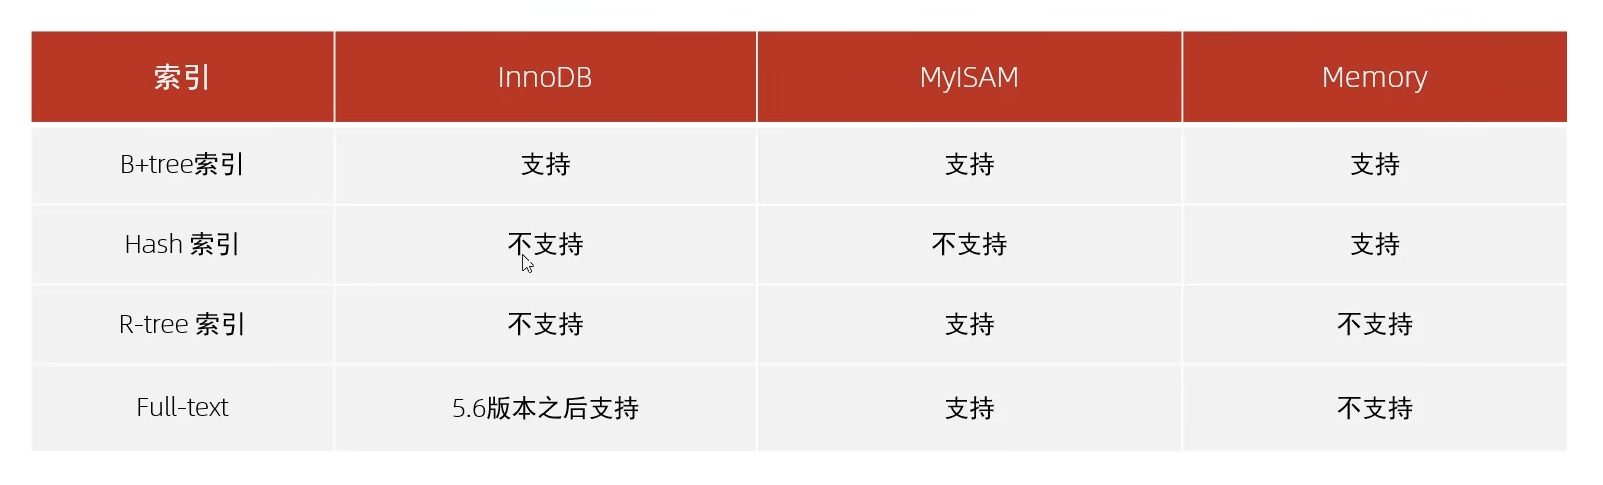 索引 InnoDB MyISAM Memory
B+tree索引 支持 支持 支持
Hash 索引 不支持 不支持 支持
R-tree 索引 不支持 支持 不支持
Full-text 5.6版本之后支持 支持 不支持